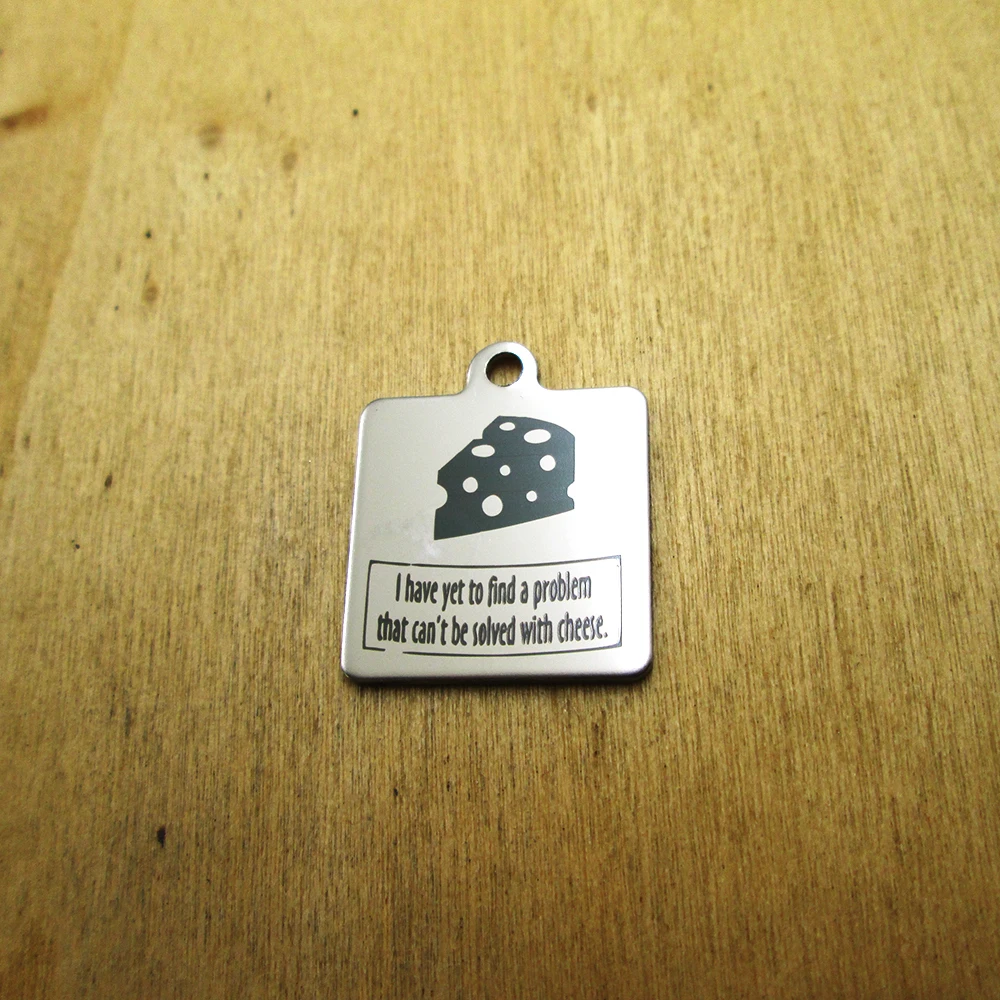 I have yet to find a problem
that can't be solved with cheese.